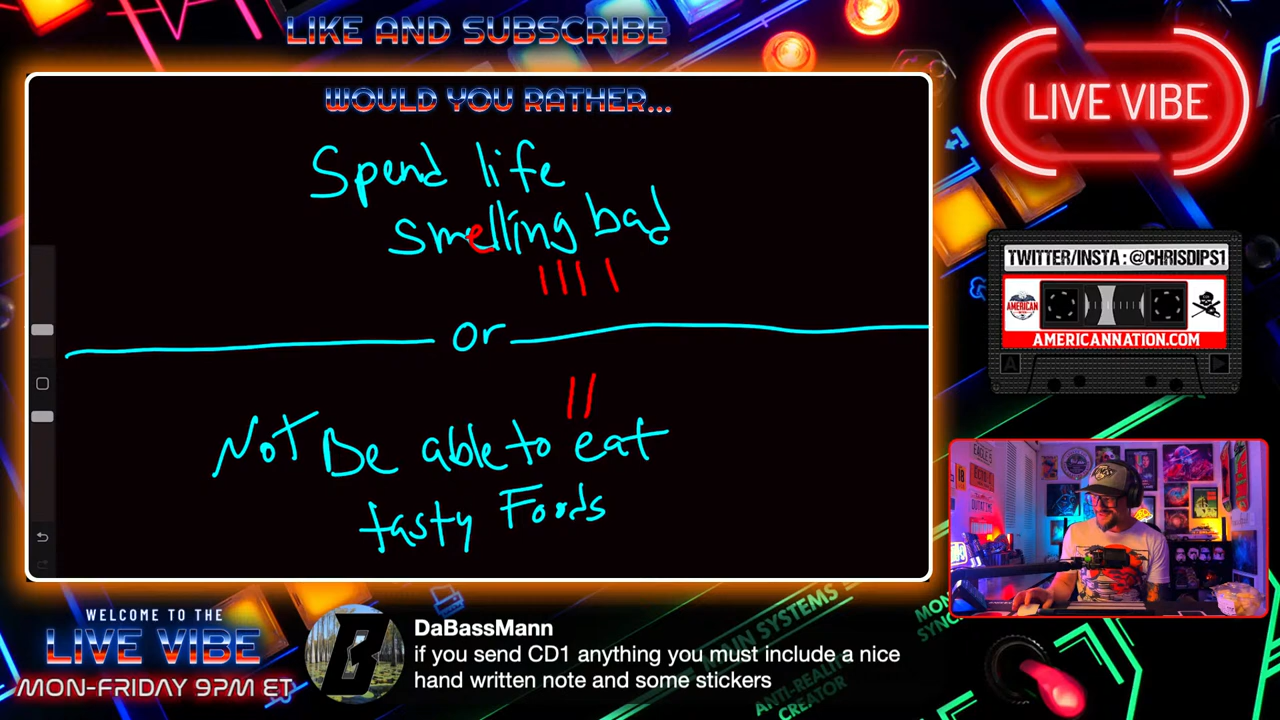 LIKE AND SUBSCRIBE
WOULD YOU RATHER...
Spend life
smelling bad
or
Not Be able to eat
tasty Foods
LIVE VIBE
TWITTER/INSTA : @CHRISDIPS1
AMERICAN
AMERICANNATION.COM
A
WELCOME TO THE
LIVE VIBE
MON-FRIDAY 9PM ET
DaBassMann
if you send CD1 anything you must include a nice
hand written note and some stickers